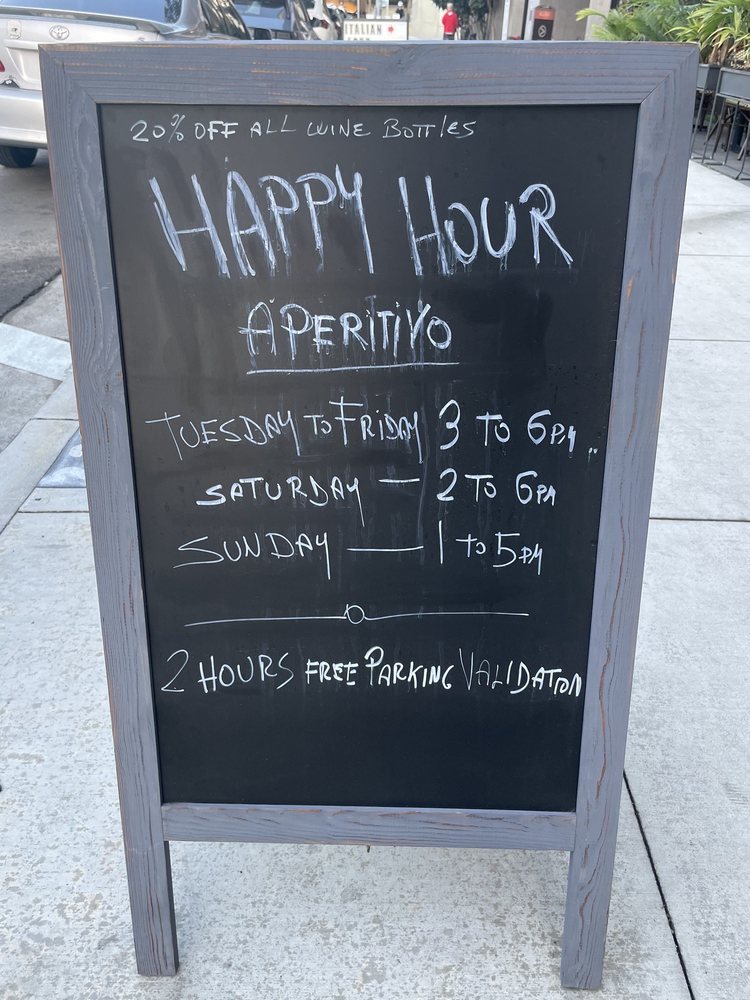 ITALIAN
20% OFF ALL WINE BOTTLES
HAPPY HOUR
APERITIVO
TUESDAY TO FRIDAY 3 TO 6PM
SATURDAY — 2 TO 6PM
SUNDAY — 1 TO 5PM
2 HOURS FREE PARKING VALIDATION